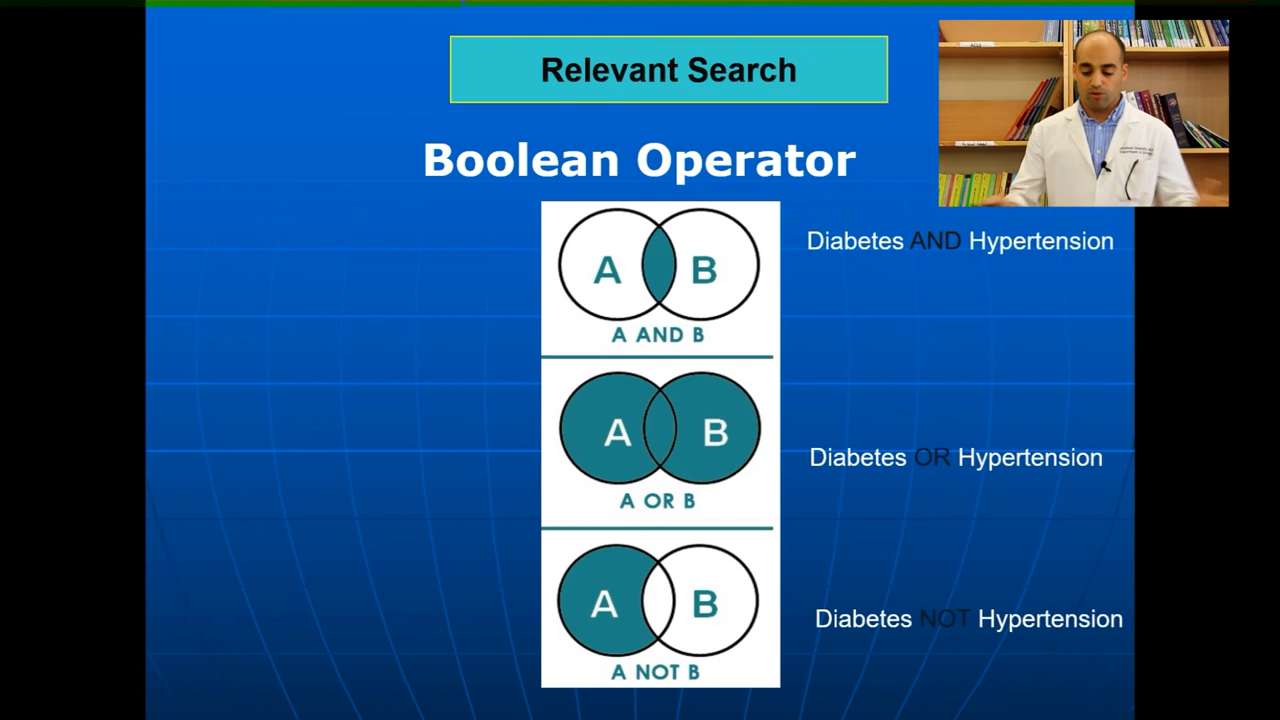 Relevant Search
Boolean Operator
A B
A AND B
Diabetes AND Hypertension
A B
A OR B
Diabetes OR Hypertension
A B
A NOT B
Diabetes NOT Hypertension